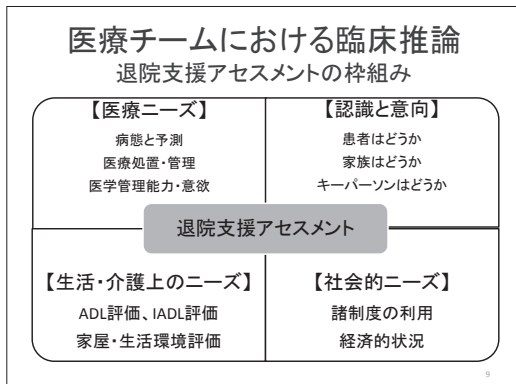 医療チームにおける臨床推論
退院支援アセスメントの枠組み
【医療ニーズ】
病態と予測
医療処置・管理
医学管理能力・意欲
【認識と意向】
患者はどうか
家族はどうか
キーパーソンはどうか
退院支援アセスメント
【生活・介護上のニーズ】
ADL評価、IADL評価
家屋・生活環境評価
【社会的ニーズ】
諸制度の利用
経済的状況
9